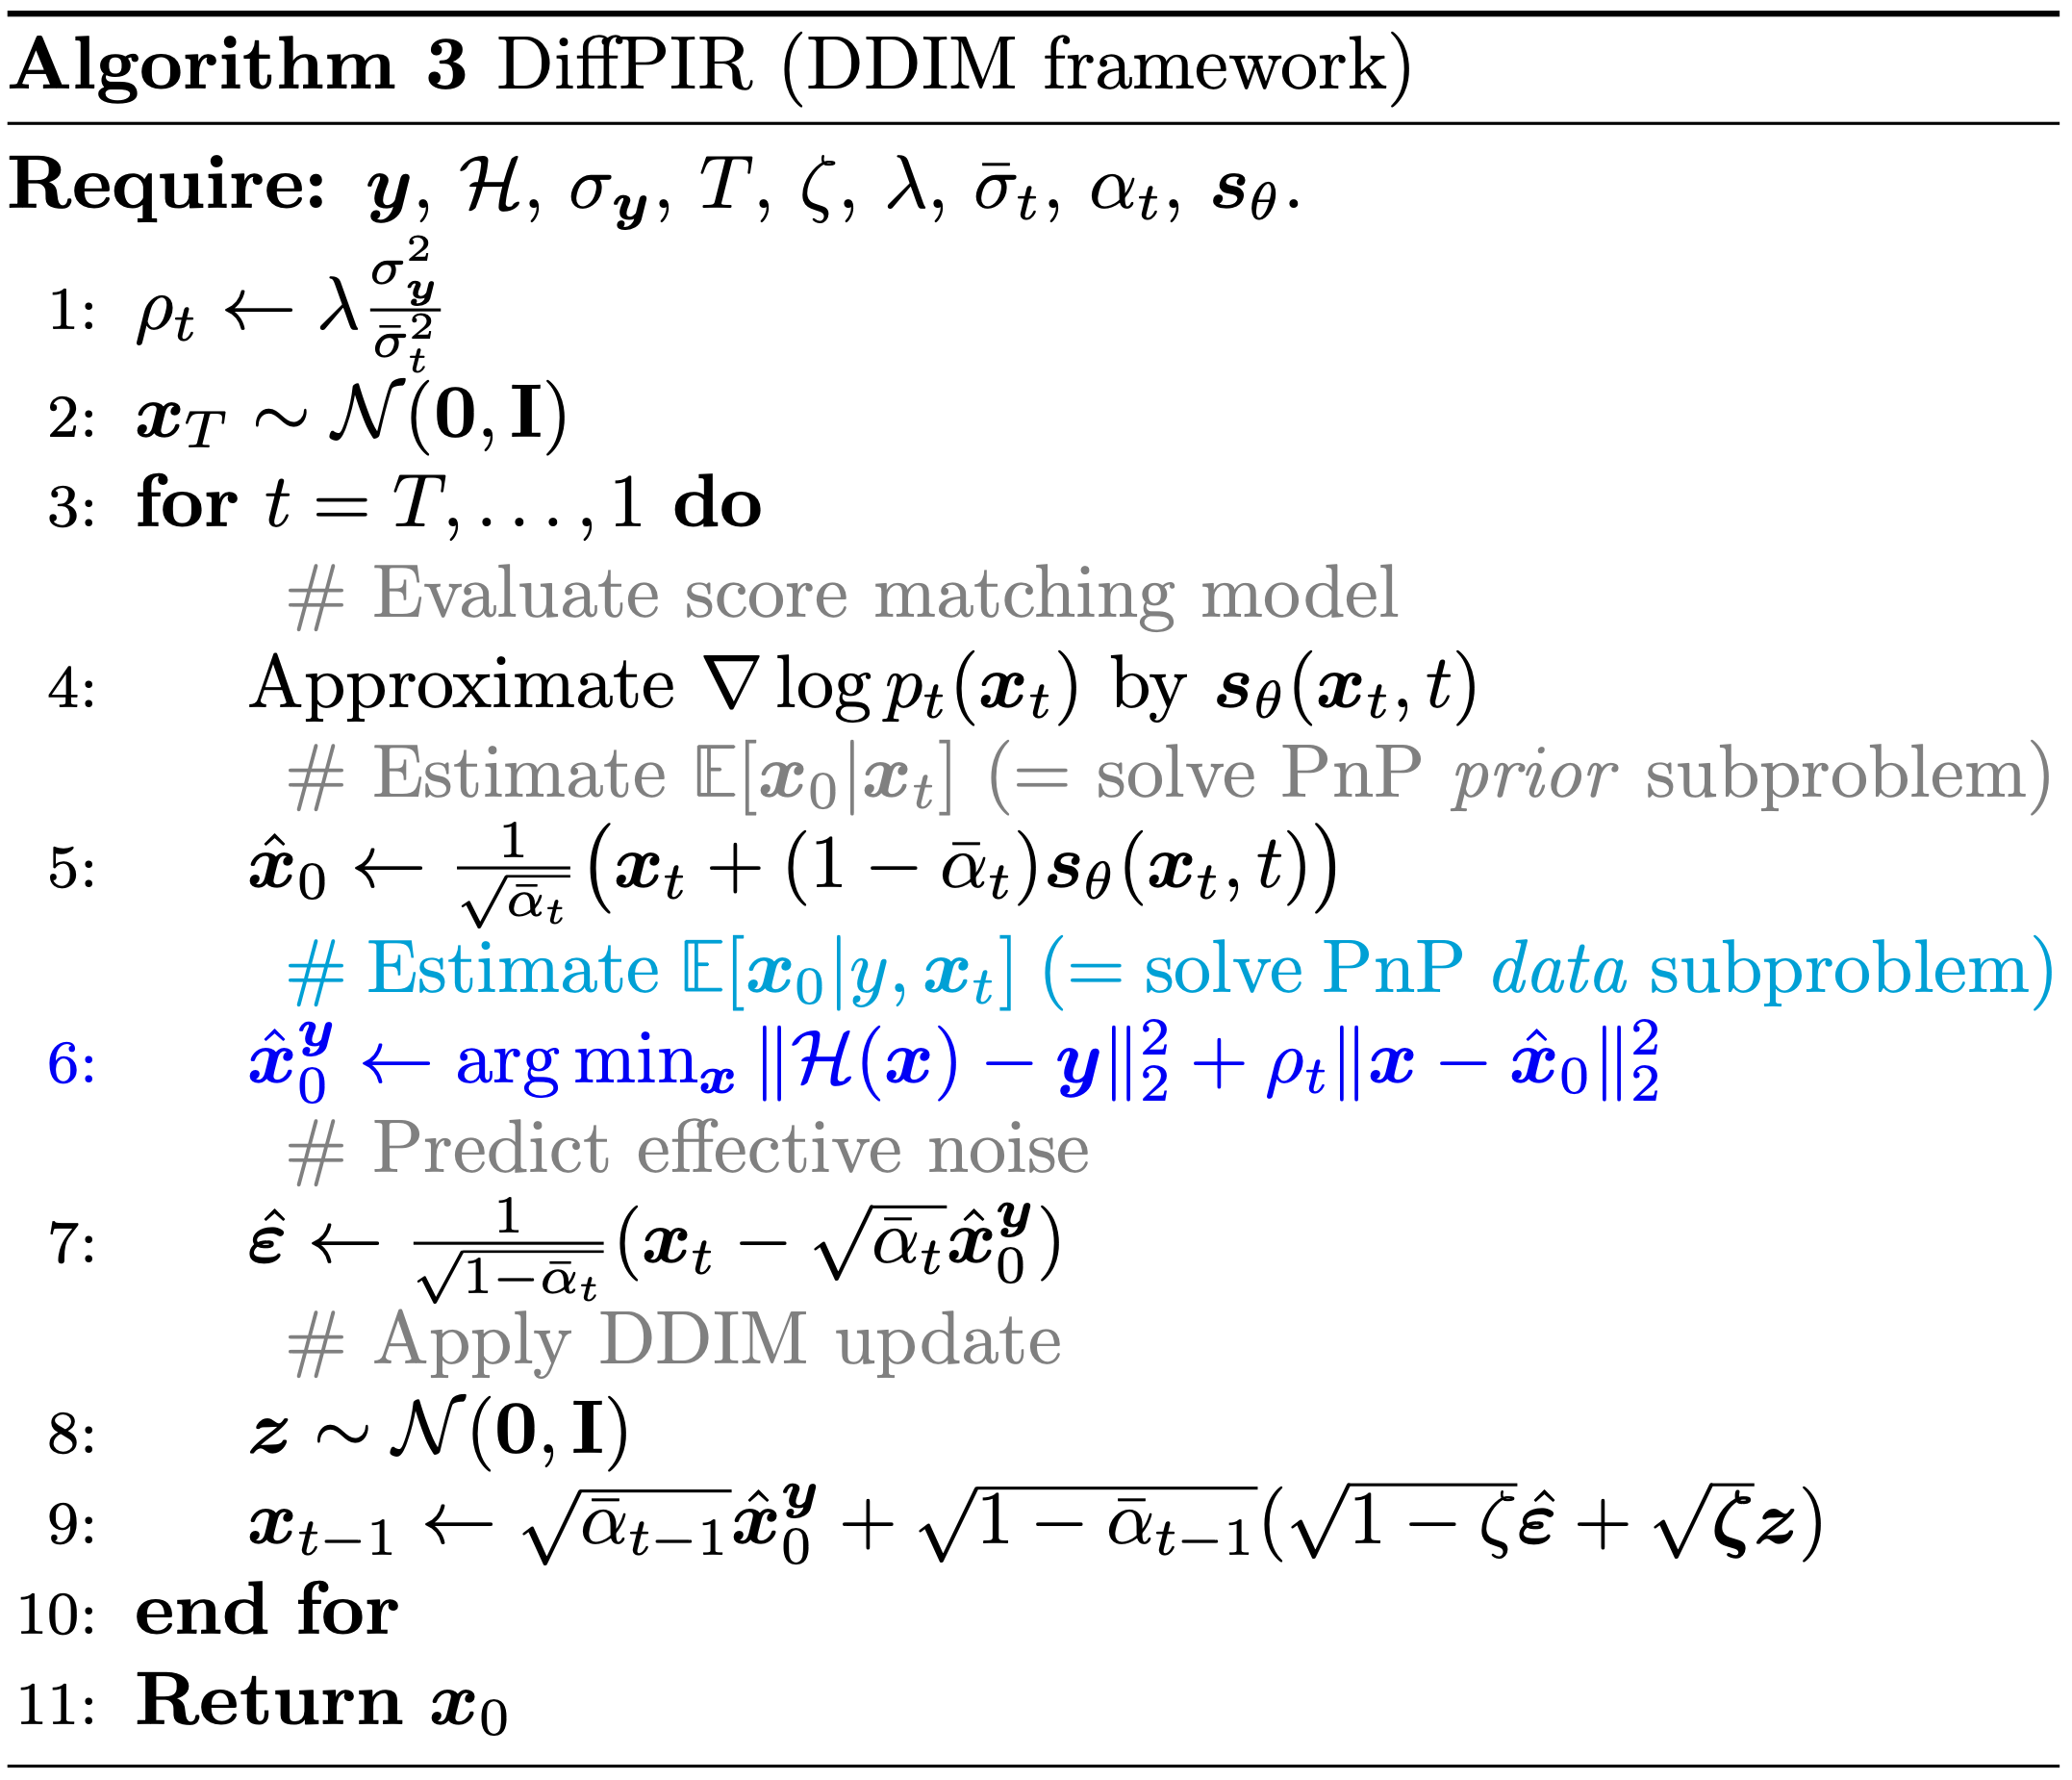 Algorithm 3 DiffPIR (DDIM framework)
Require: $\boldsymbol{y}$, $\mathcal{H}$, $\sigma_{\boldsymbol{y}}$, $T$, $\zeta$, $\lambda$, $\bar{\sigma}_t$, $\alpha_t$, $\boldsymbol{s}_\theta$.
1: $\rho_t \leftarrow \lambda \frac{\sigma_{\boldsymbol{y}}^2}{\bar{\sigma}_t^2}$
2: $\boldsymbol{x}_T \sim \mathcal{N}(\mathbf{0}, \mathbf{I})$
3: for $t = T, \ldots, 1$ do
# Evaluate score matching model
4: Approximate $\nabla \log p_t(\boldsymbol{x}_t)$ by $\boldsymbol{s}_\theta(\boldsymbol{x}_t, t)$
# Estimate $\mathbb{E}[\boldsymbol{x}_0 | \boldsymbol{x}_t]$ (= solve PnP prior subproblem)
5: $\hat{\boldsymbol{x}}_0 \leftarrow \frac{1}{\sqrt{\bar{\alpha}_t}} \left( \boldsymbol{x}_t + (1 - \bar{\alpha}_t) \boldsymbol{s}_\theta(\boldsymbol{x}_t, t) \right)$
# Estimate $\mathbb{E}[\boldsymbol{x}_0 | y, \boldsymbol{x}_t]$ (= solve PnP data subproblem)
6: $\hat{\boldsymbol{x}}_0^{\boldsymbol{y}} \leftarrow \arg\min_{\boldsymbol{x}} \|\mathcal{H}(\boldsymbol{x}) - \boldsymbol{y}\|_2^2 + \rho_t \|\boldsymbol{x} - \hat{\boldsymbol{x}}_0\|_2^2$
# Predict effective noise
7: $\hat{\boldsymbol{\varepsilon}} \leftarrow \frac{1}{\sqrt{1 - \bar{\alpha}_t}} (\boldsymbol{x}_t - \sqrt{\bar{\alpha}_t} \hat{\boldsymbol{x}}_0^{\boldsymbol{y}})$
# Apply DDIM update
8: $\boldsymbol{z} \sim \mathcal{N}(\mathbf{0}, \mathbf{I})$
9: $\boldsymbol{x}_{t-1} \leftarrow \sqrt{\bar{\alpha}_{t-1}} \hat{\boldsymbol{x}}_0^{\boldsymbol{y}} + \sqrt{1 - \bar{\alpha}_{t-1}} (\sqrt{1 - \zeta} \hat{\boldsymbol{\varepsilon}} + \sqrt{\boldsymbol{\zeta}} \boldsymbol{z})$
10: end for
11: Return $\boldsymbol{x}_0$